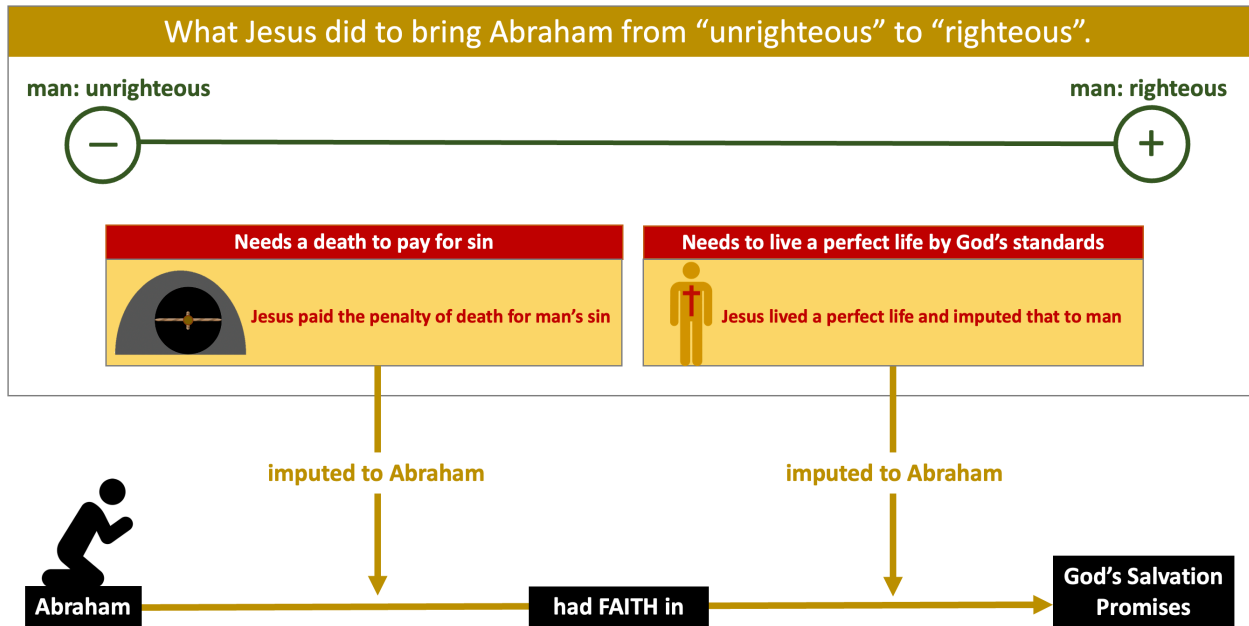 What Jesus did to bring Abraham from “unrighteous” to “righteous”.
man: unrighteous
man: righteous
Needs a death to pay for sin
Needs to live a perfect life by God’s standards
Jesus paid the penalty of death for man’s sin
Jesus lived a perfect life and imputed that to man
imputed to Abraham
imputed to Abraham
Abraham
had FAITH in
God’s Salvation
Promises